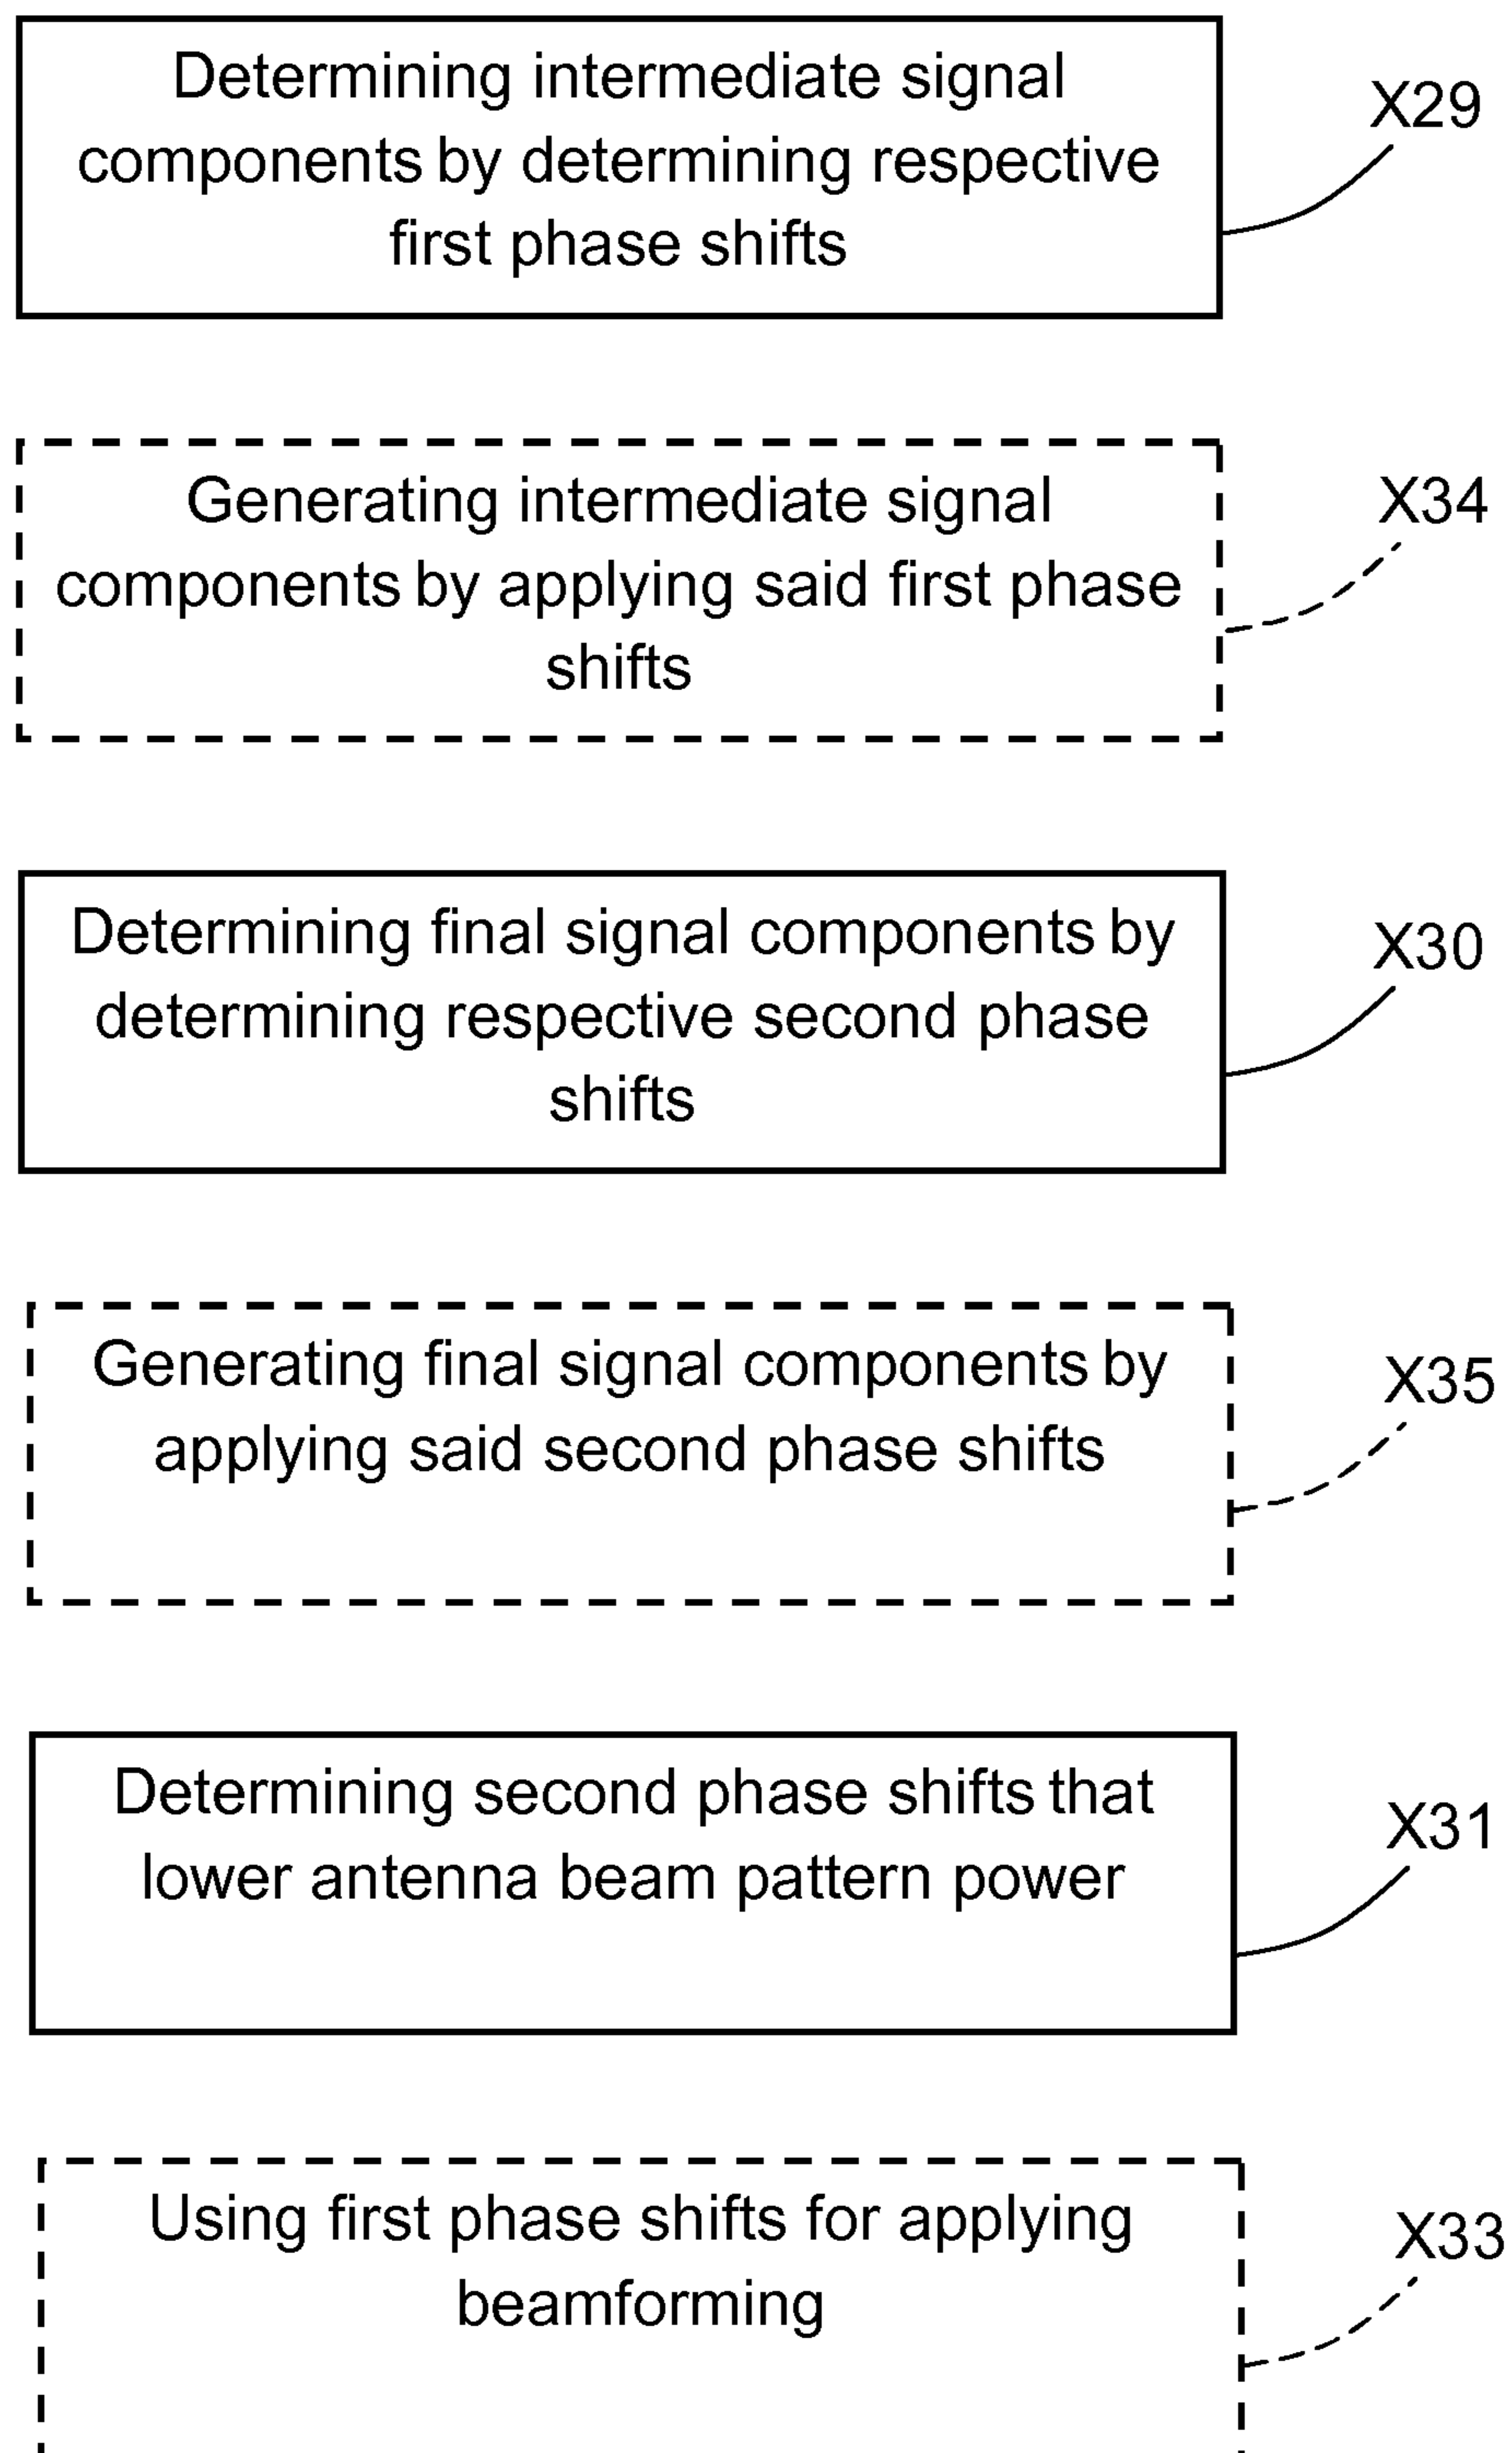 Determining intermediate signal
components by determining respective
first phase shifts
X29
Generating intermediate signal
components by applying said first phase
shifts
X34
Determining final signal components by
determining respective second phase
shifts
X30
Generating final signal components by
applying said second phase shifts
X35
Determining second phase shifts that
lower antenna beam pattern power
X31
Using first phase shifts for applying
beamforming
X33